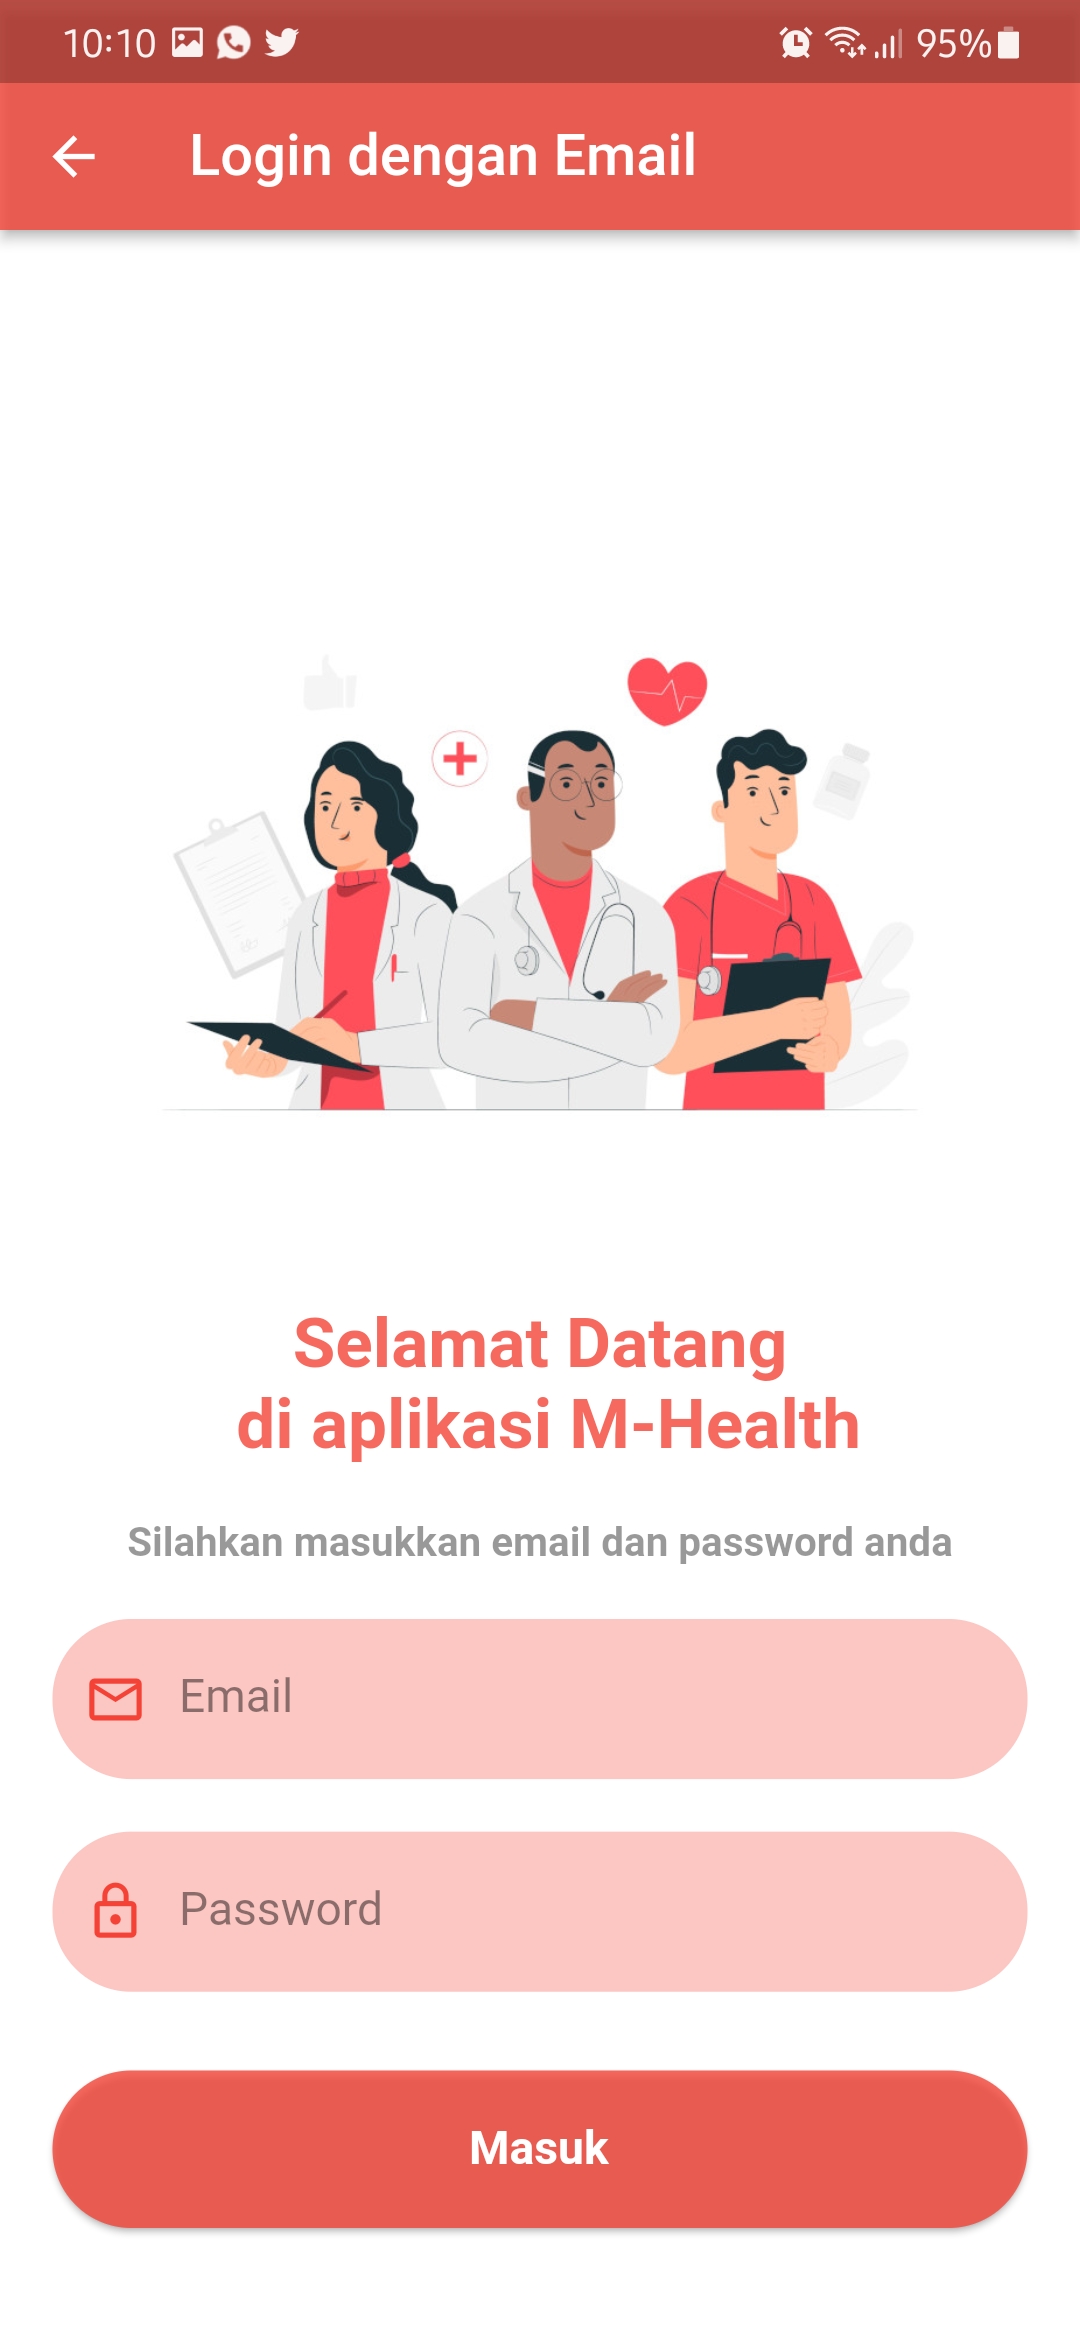 10:10 95%
Login dengan Email
Selamat Datang
di aplikasi M-Health
Silahkan masukkan email dan password anda
Email
Password
Masuk